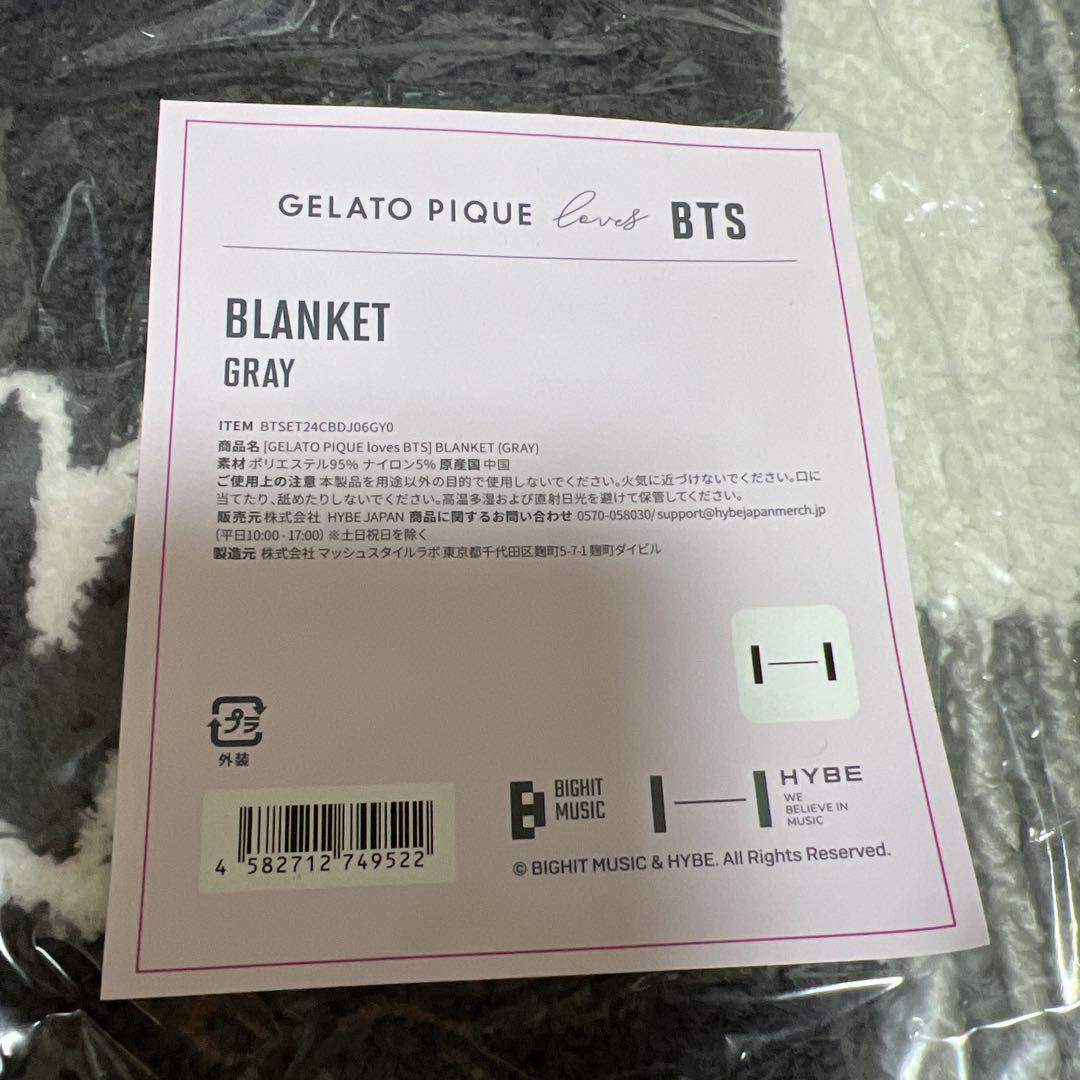 GELATO PIQUE loves BTS
BLANKET
GRAY
ITEM BTSET24CBDJ06GY0
商品名 [GELATO PIQUE loves BTS] BLANKET (GRAY)
素材 ポリエステル95% ナイロン5% 原産国 中国
ご使用上の注意 本製品を用途以外の目的で使用しないでください。火気に近づけないでください。口に
当てたり、舐めたりしないでください。高温多湿および直射日光を避けて保管してください。
販売元 株式会社 HYBE JAPAN 商品に関するお問い合わせ 0570-058030/ support@hybejapanmerch.jp
(平日10:00 - 17:00) ※土日祝日を除く
製造元 株式会社 マッシュスタイルラボ 東京都千代田区麹町5-7-1 麹町ダイビル
プラ
外装
BIGHIT
MUSIC
HYBE
WE
BELIEVE IN
MUSIC
4 582712 749522
© BIGHIT MUSIC & HYBE. All Rights Reserved.